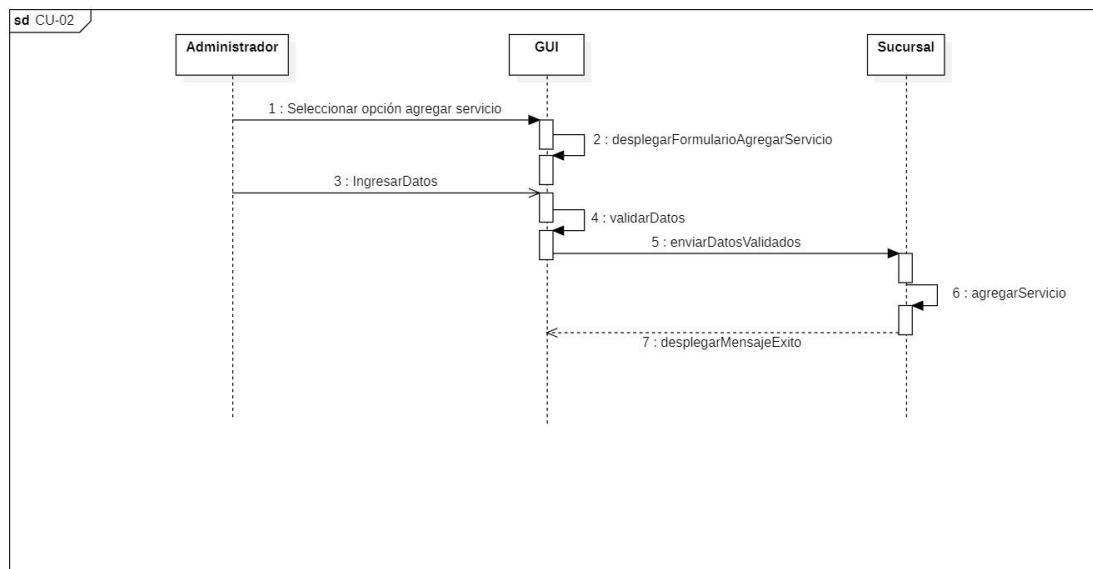 sd CU-02
Administrador
GUI
Sucursal
1 : Seleccionar opción agregar servicio
2 : desplegarFormularioAgregarServicio
3 : IngresarDatos
4 : validarDatos
5 : enviarDatosValidados
6 : agregarServicio
7 : desplegarMensajeExito